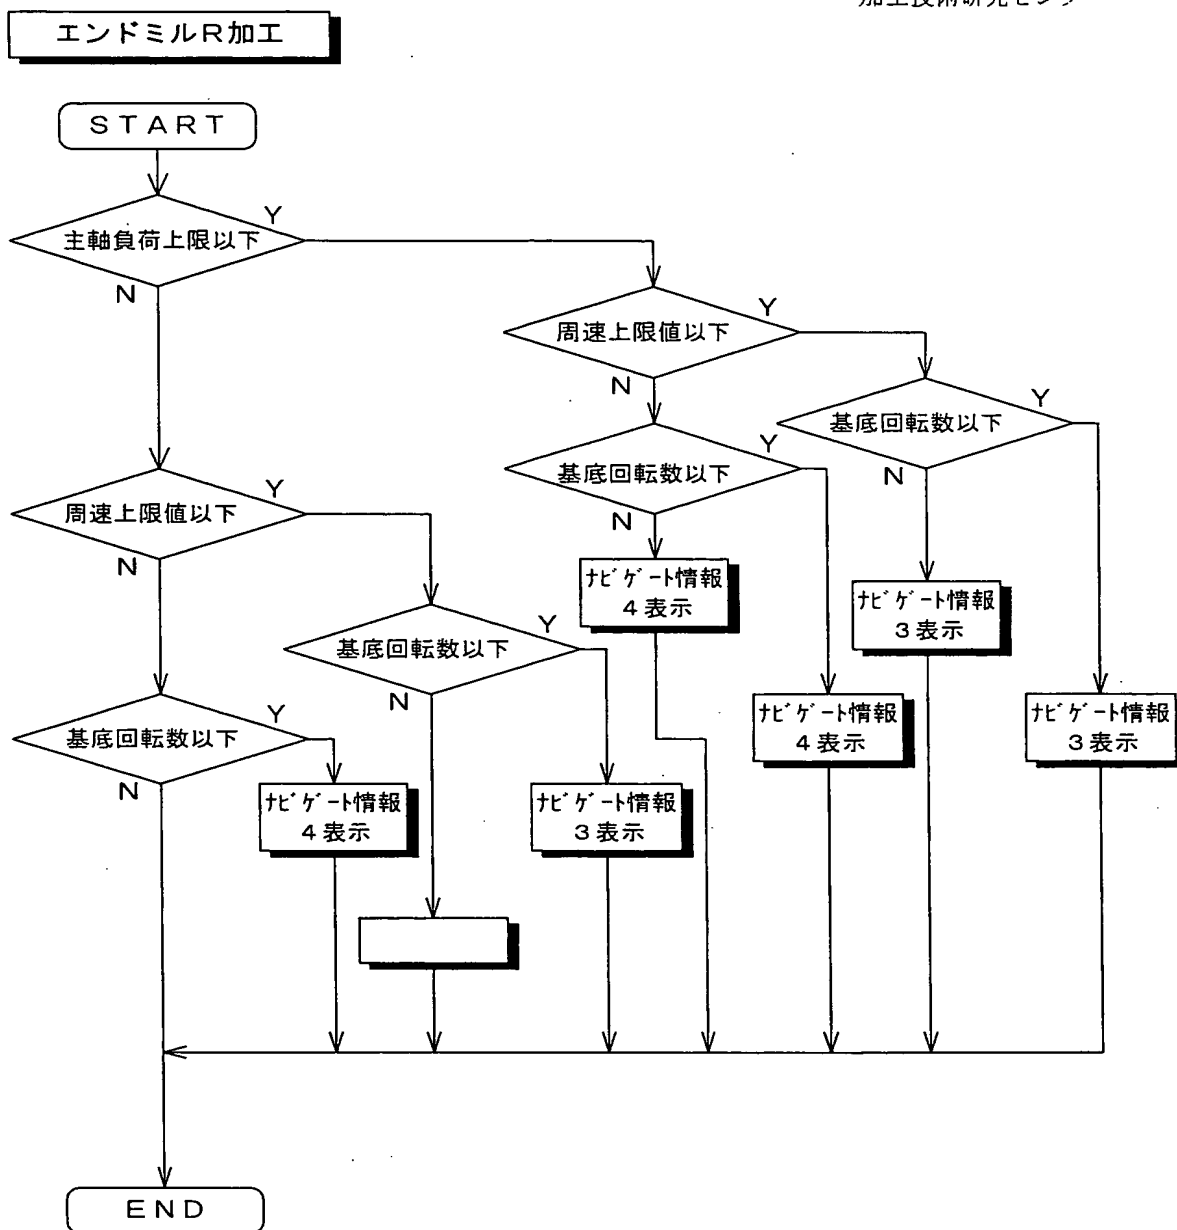 加工技術研究センター
エンドミルR加工
START
Y
主軸負荷上限以下
N
Y
周速上限値以下
N
Y
基底回転数以下
N
Y
基底回転数以下
N
Y
周速上限値以下
N
ナビゲート情報
4表示
ナビゲート情報
3表示
Y
基底回転数以下
N
ナビゲート情報
4表示
ナビゲート情報
3表示
Y
基底回転数以下
N
ナビゲート情報
4表示
ナビゲート情報
3表示
END